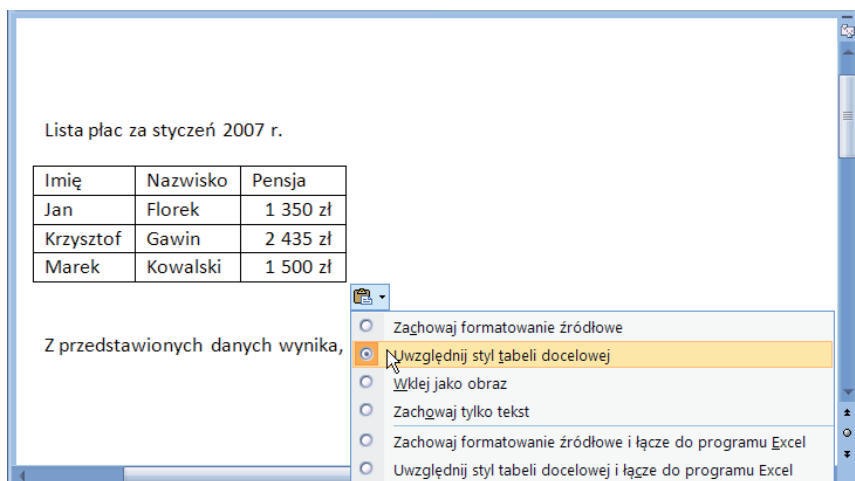 Lista płac za styczeń 2007 r.
Imię Nazwisko Pensja
Jan Florek 1 350 zł
Krzysztof Gawin 2 435 zł
Marek Kowalski 1 500 zł
Z przedstawionych danych wynika,
Zachowaj formatowanie źródłowe
Uwzględnij styl tabeli docelowej
Wklej jako obraz
Zachowaj tylko tekst
Zachowaj formatowanie źródłowe i łącze do programu Excel
Uwzględnij styl tabeli docelowej i łącze do programu Excel